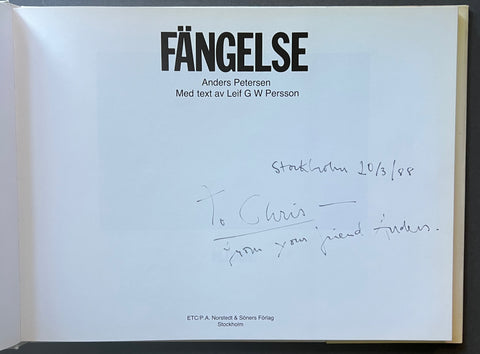 FÄNGELSE
Anders Petersen
Med text av Leif G W Persson
Stockholm 20/3/88
To Chris —
from your friend Anders.
ETC/P.A. Norstedt & Söners Förlag
Stockholm